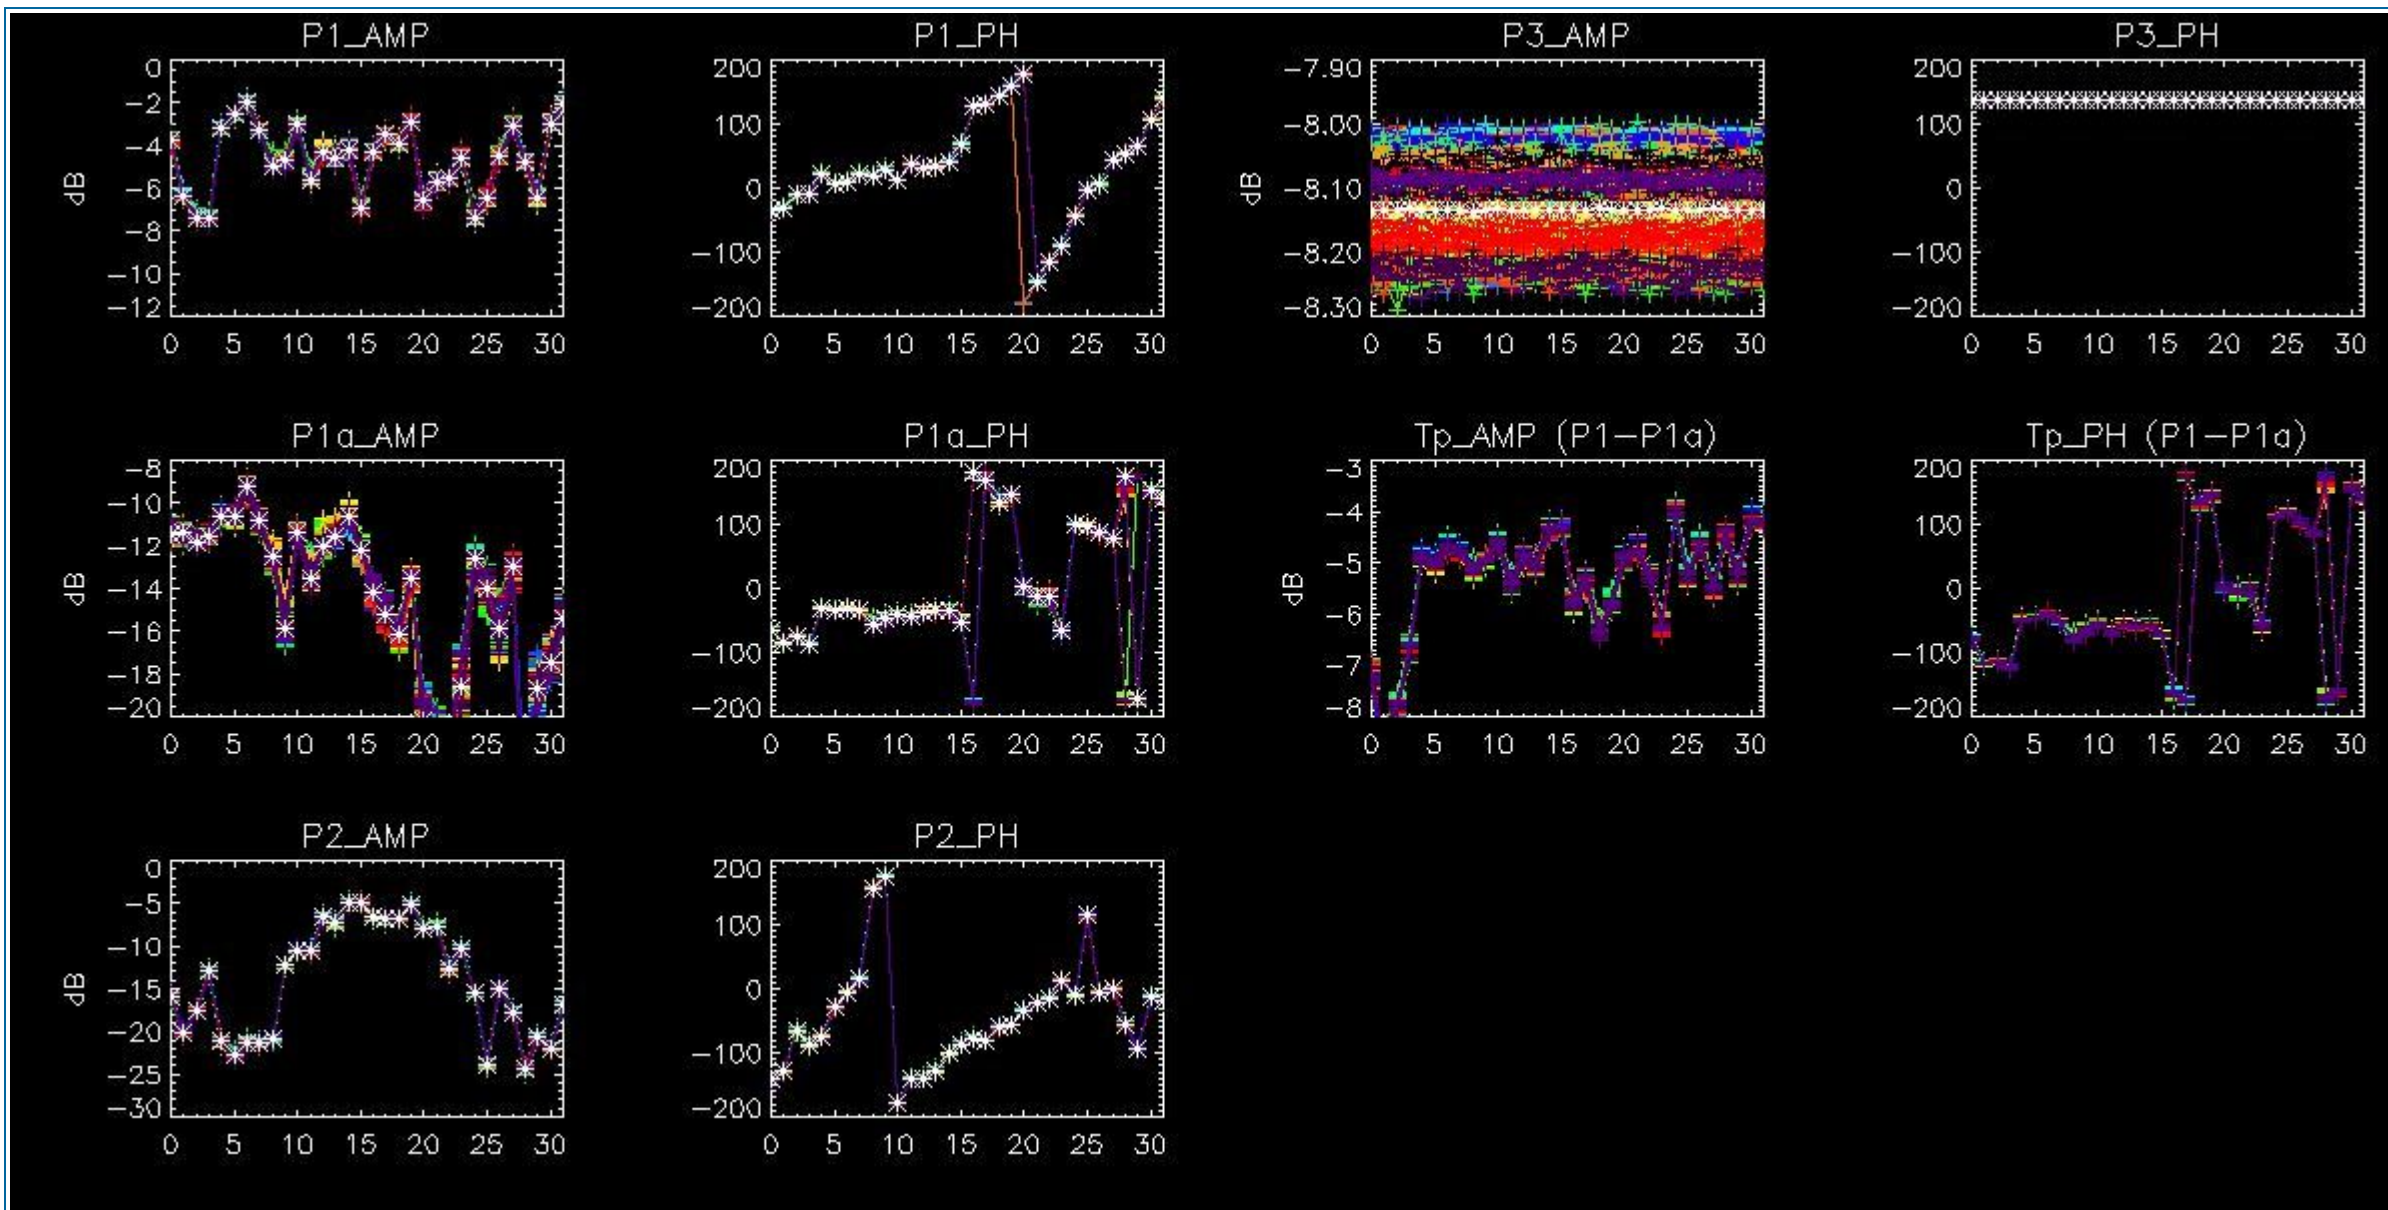 P1_AMP P1_PH P3_AMP P3_PH
0 200 -7.90 200
-2 100 -8.00 100
-4 0 -8.10 0
-6 -100 -8.20 -100
-8 -200 -8.30 -200
-10
-12
dB dB
0 5 10 15 20 25 30 0 5 10 15 20 25 30 0 5 10 15 20 25 30 0 5 10 15 20 25 30
P1a_AMP P1a_PH Tp_AMP (P1-P1a) Tp_PH (P1-P1a)
-8 200 -3 200
-10 100 -4 100
-12 0 -5 0
-14 -100 -6 -100
-16 -200 -7 -200
-18 -8
-20
dB dB
0 5 10 15 20 25 30 0 5 10 15 20 25 30 0 5 10 15 20 25 30 0 5 10 15 20 25 30
P2_AMP P2_PH
0 200
-5 100
-10 0
-15 -100
-20 -200
-25
-30
dB
0 5 10 15 20 25 30 0 5 10 15 20 25 30